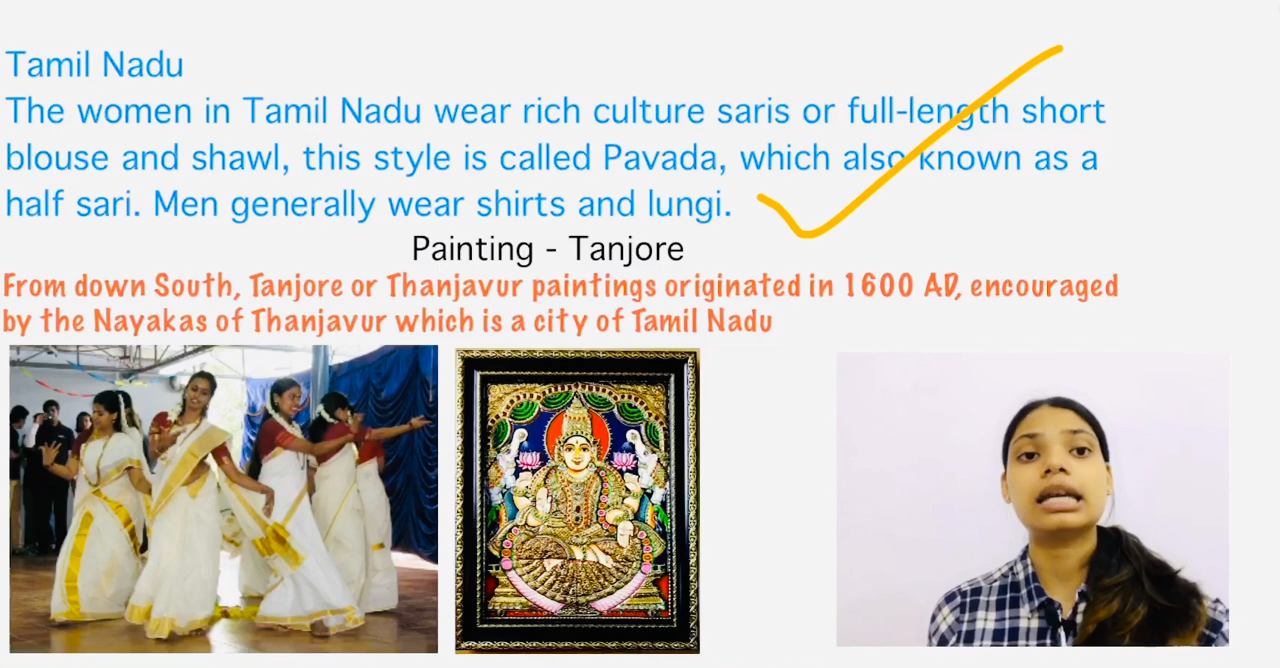 Tamil Nadu
The women in Tamil Nadu wear rich culture saris or full-length short
blouse and shawl, this style is called Pavada, which also known as a
half sari. Men generally wear shirts and lungi.
Painting - Tanjore
From down South, Tanjore or Thanjavur paintings originated in 1600 AD, encouraged
by the Nayakas of Thanjavur which is a city of Tamil Nadu